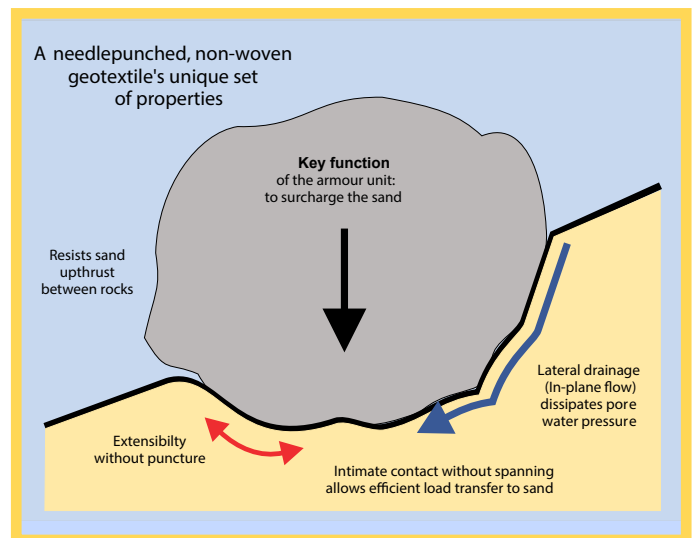 A needlepunched, non-woven
geotextile's unique set
of properties
Key function
of the armour unit:
to surcharge the sand
Resists sand
upthrust
between rocks
Lateral drainage
(In-plane flow)
dissipates pore
water pressure
Extensibilty
without puncture
Intimate contact without spanning
allows efficient load transfer to sand